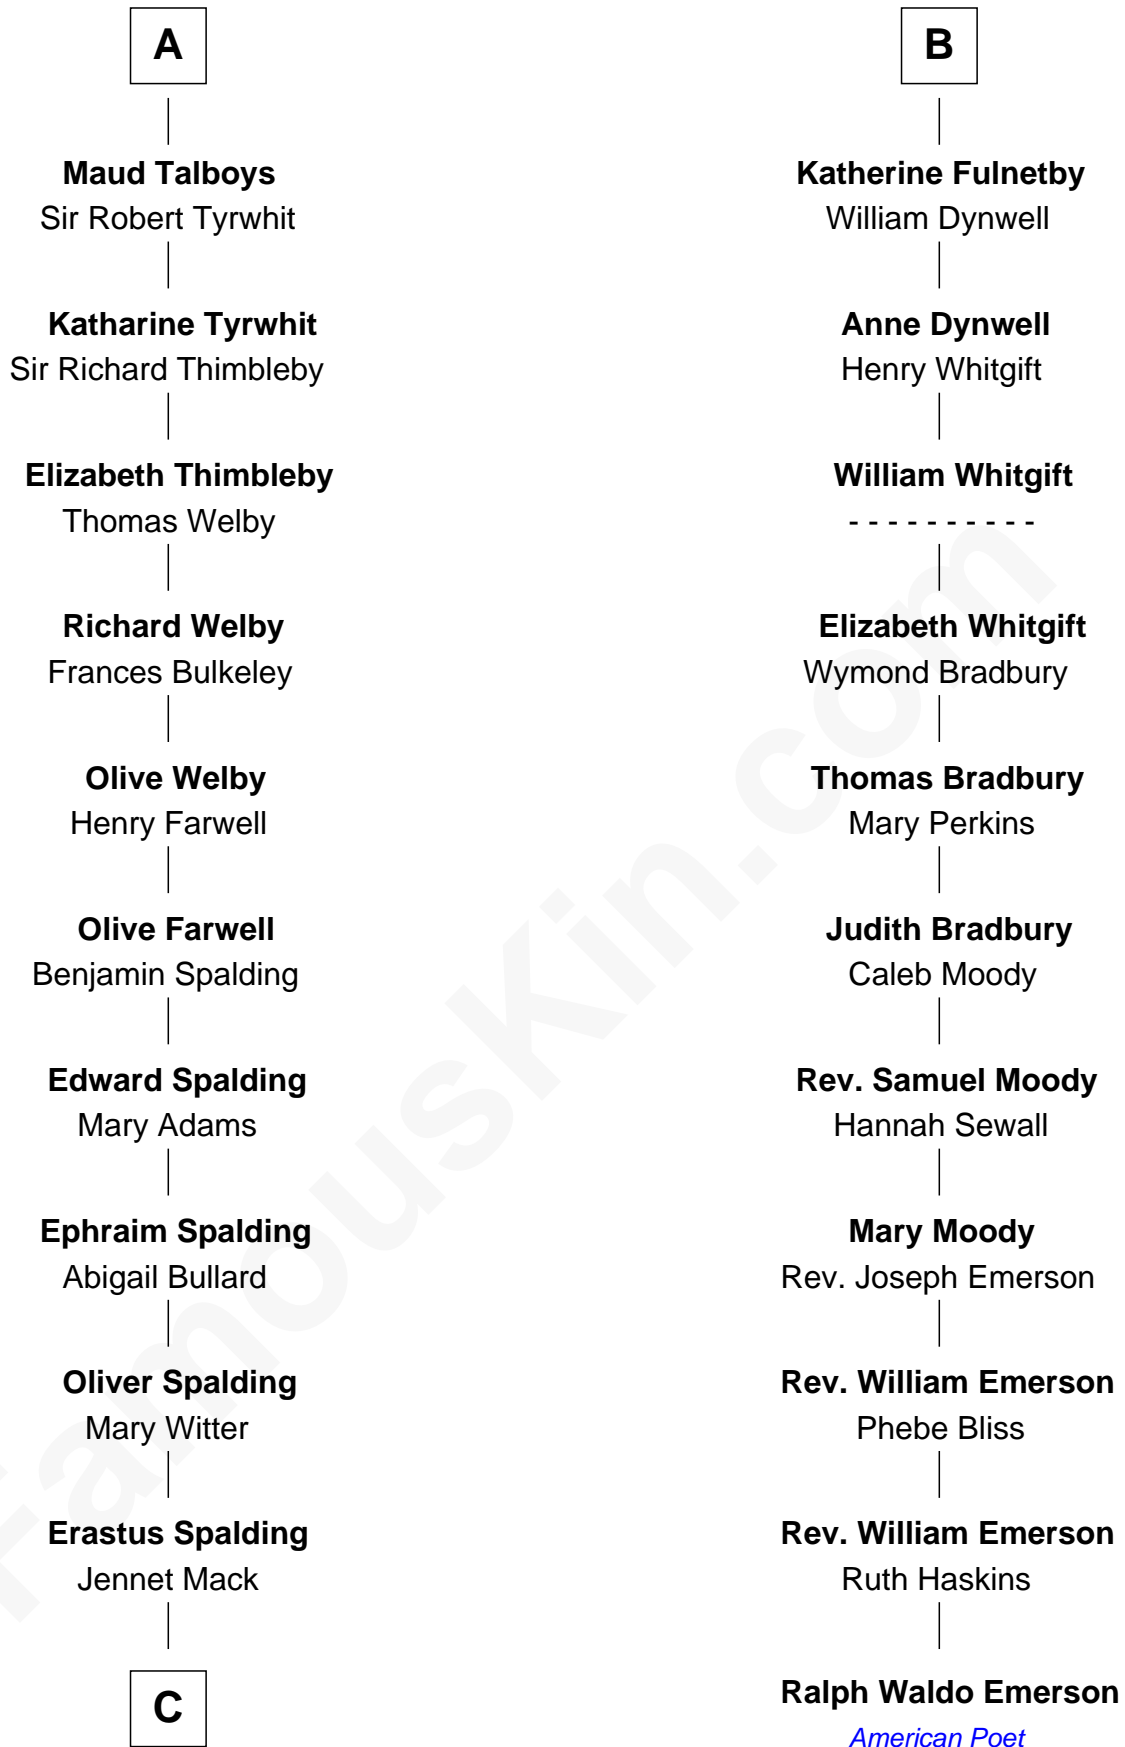 A
Maud Talboys
Sir Robert Tyrwhit
Katharine Tyrwhit
Sir Richard Thimbleby
Elizabeth Thimbleby
Thomas Welby
Richard Welby
Frances Bulkeley
Olive Welby
Henry Farwell
Olive Farwell
Benjamin Spalding
Edward Spalding
Mary Adams
Ephraim Spalding
Abigail Bullard
Oliver Spalding
Mary Witter
Erastus Spalding
Jennet Mack
C
B
Katherine Fulnetby
William Dynwell
Anne Dynwell
Henry Whitgift
William Whitgift
- - - - - - - - - -
Elizabeth Whitgift
Wymond Bradbury
Thomas Bradbury
Mary Perkins
Judith Bradbury
Caleb Moody
Rev. Samuel Moody
Hannah Sewall
Mary Moody
Rev. Joseph Emerson
Rev. William Emerson
Phebe Bliss
Rev. William Emerson
Ruth Haskins
Ralph Waldo Emerson
American Poet
FamousKin.com